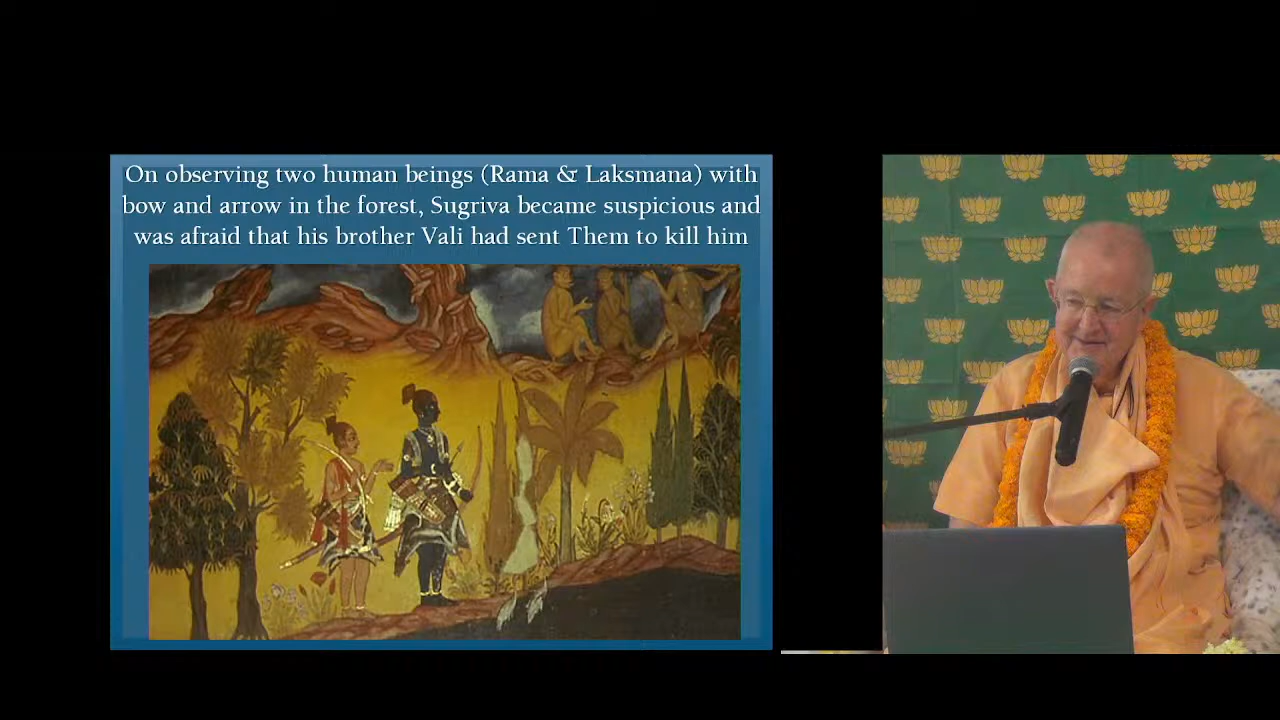 On observing two human beings (Rama & Laksmana) with
bow and arrow in the forest, Sugriva became suspicious and
was afraid that his brother Vali had sent Them to kill him